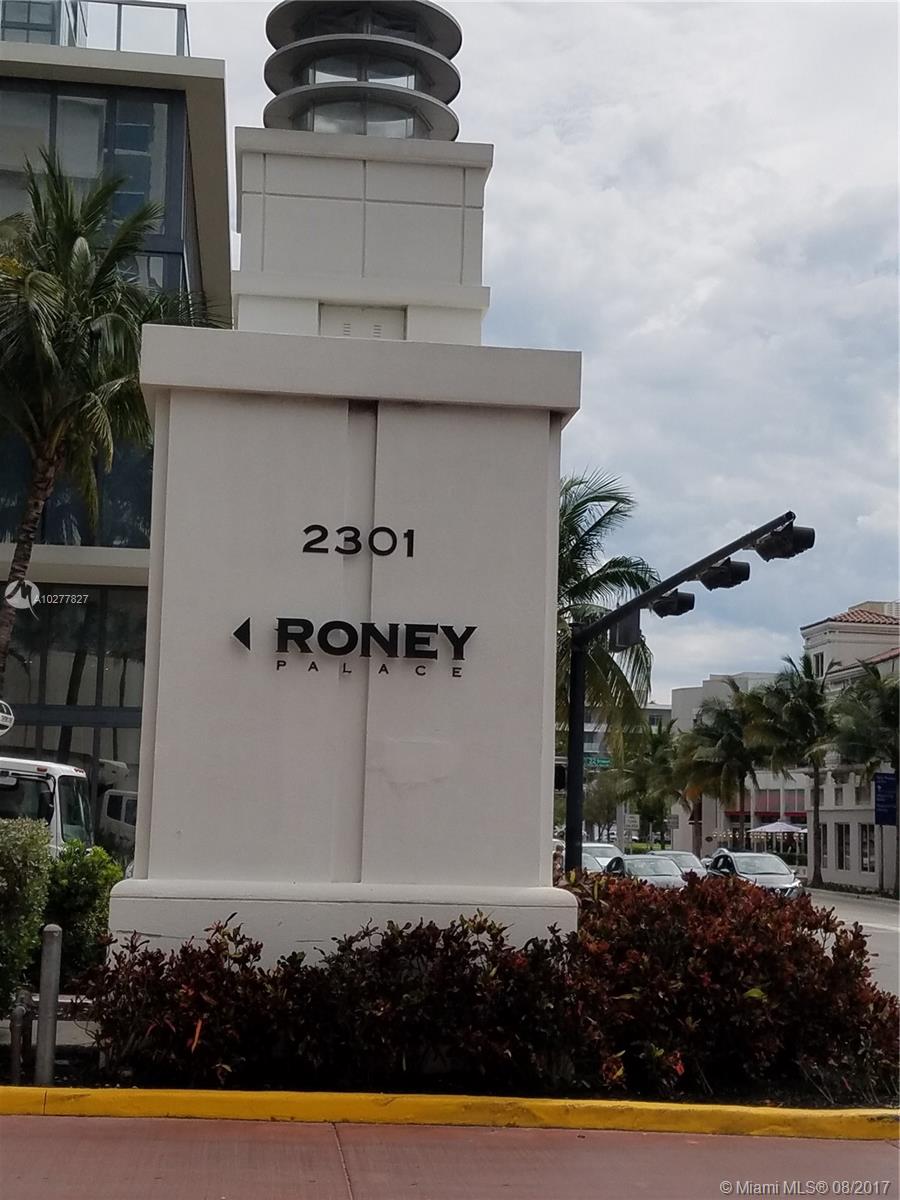 2301
RONEY
PALACE
A10277827
© Miami MLS® 08/2017